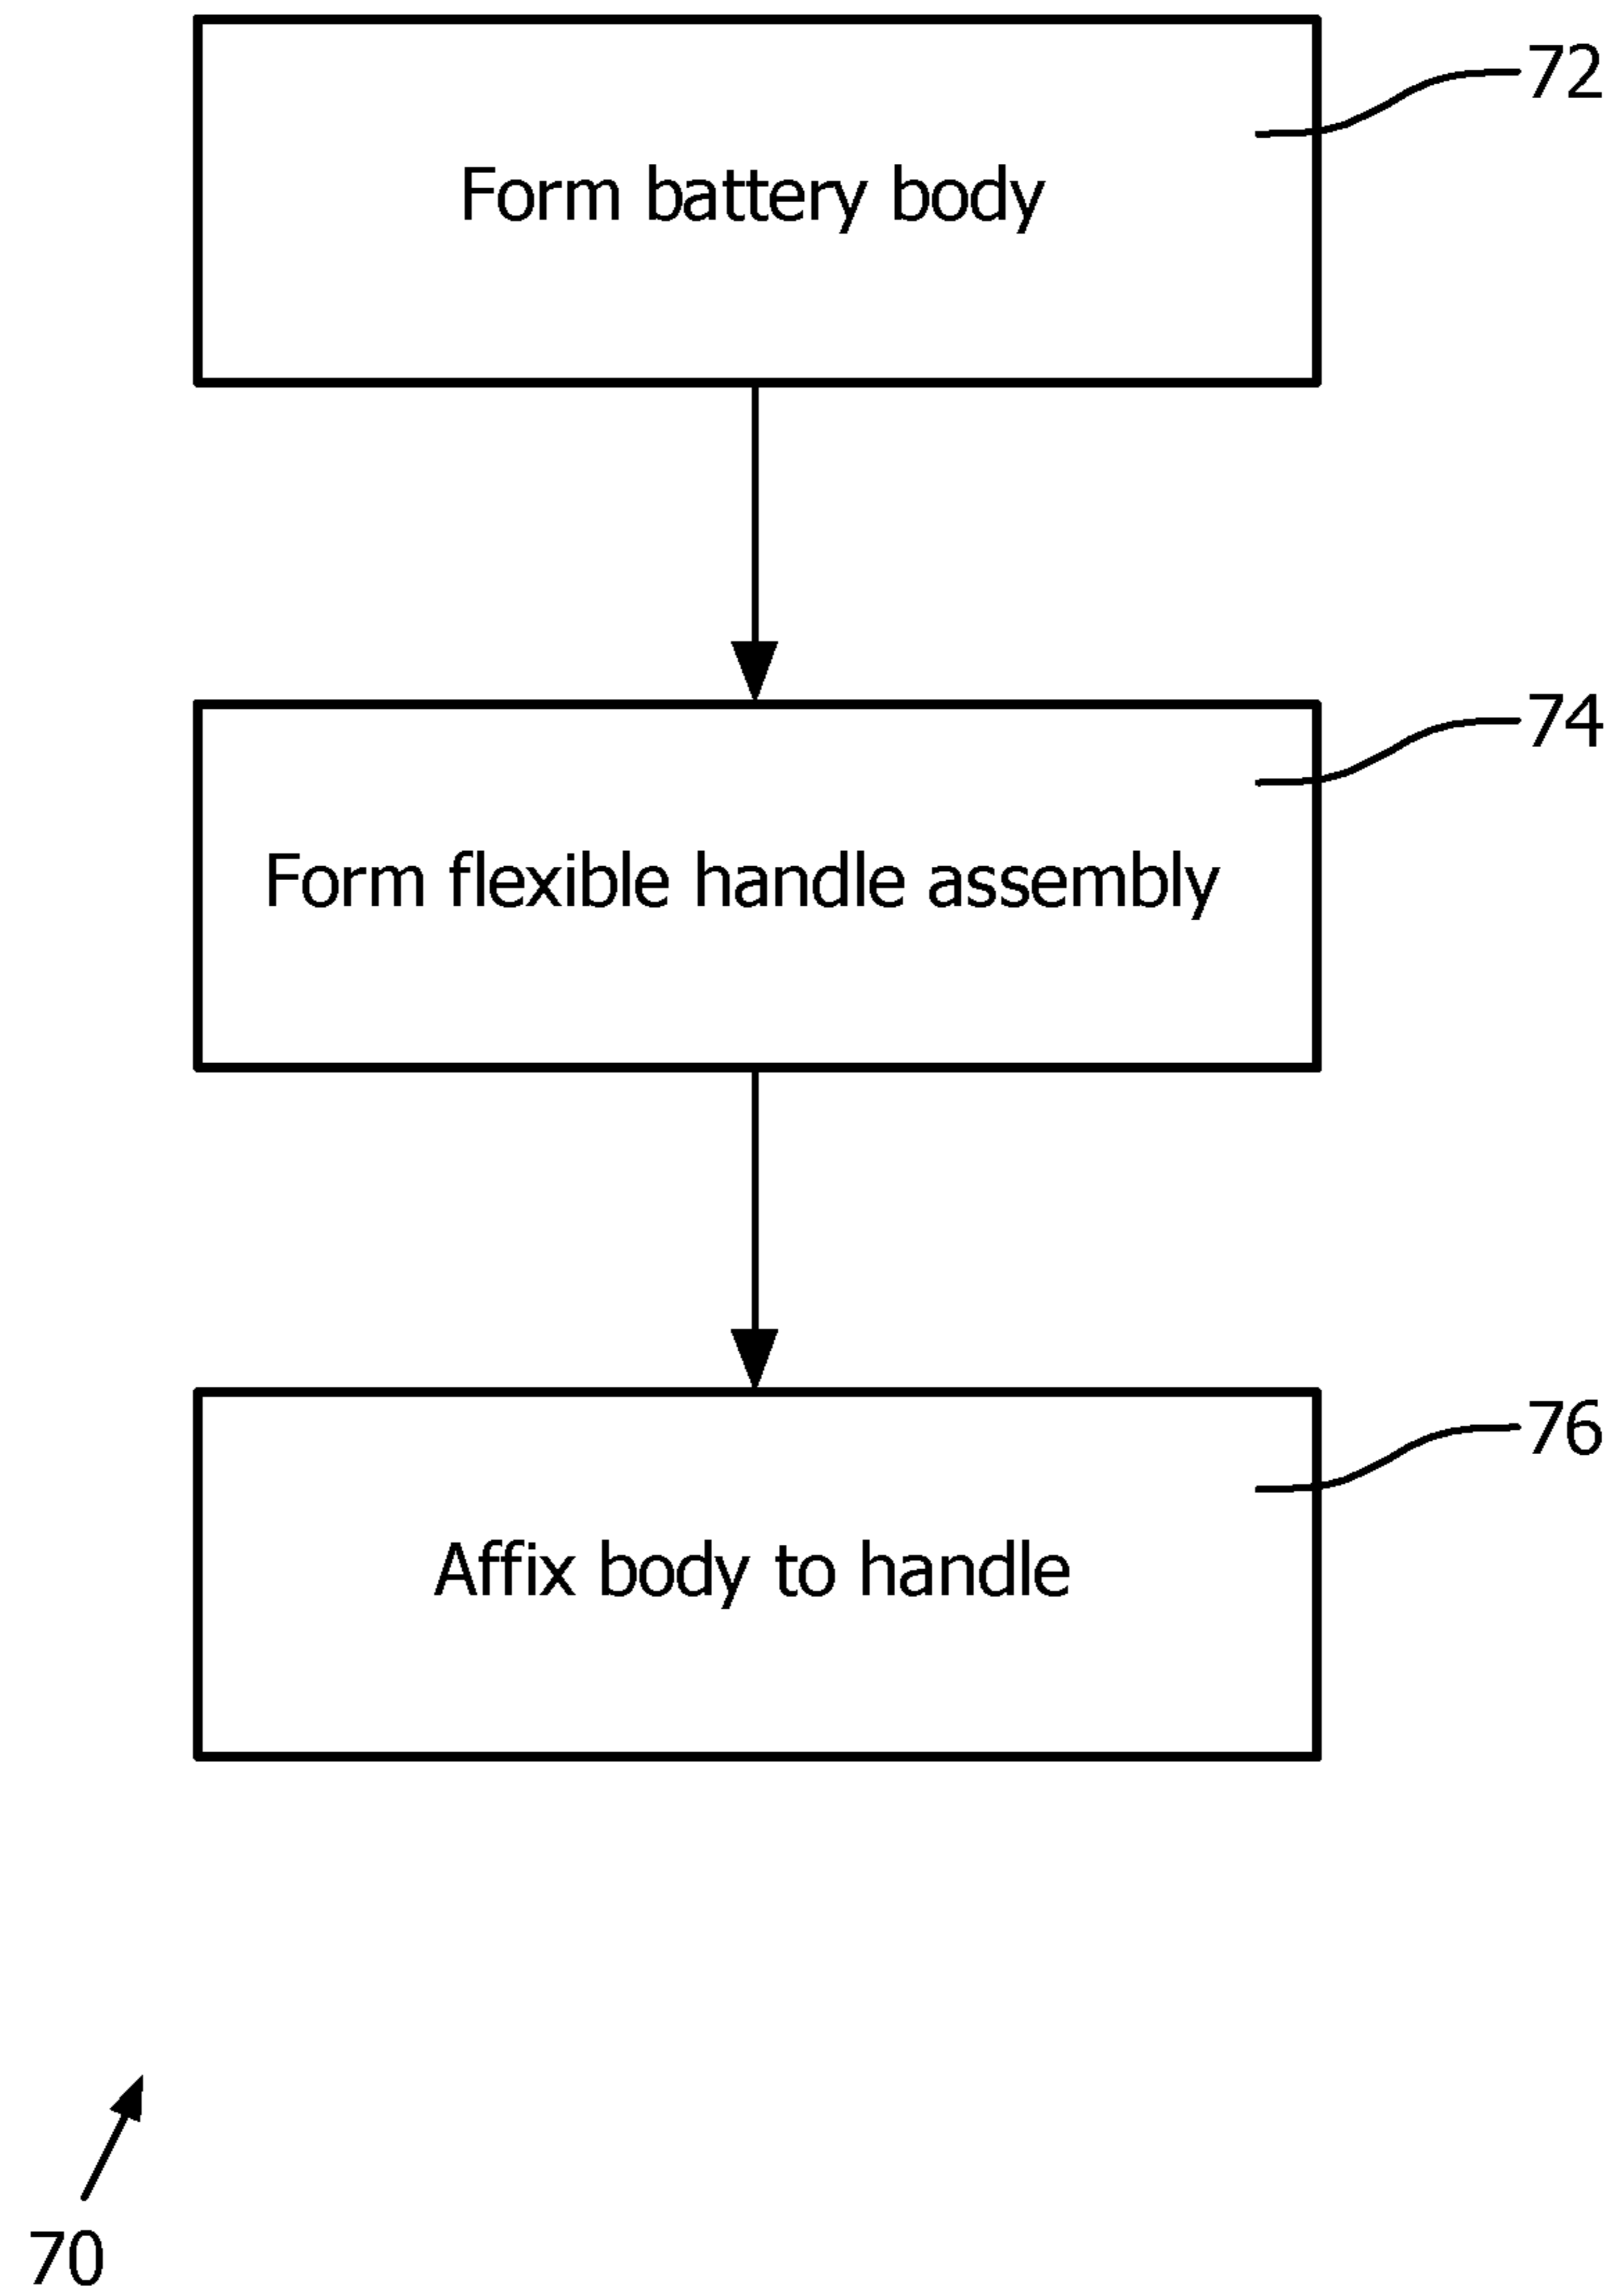 72
Form battery body
74
Form flexible handle assembly
76
Affix body to handle
70